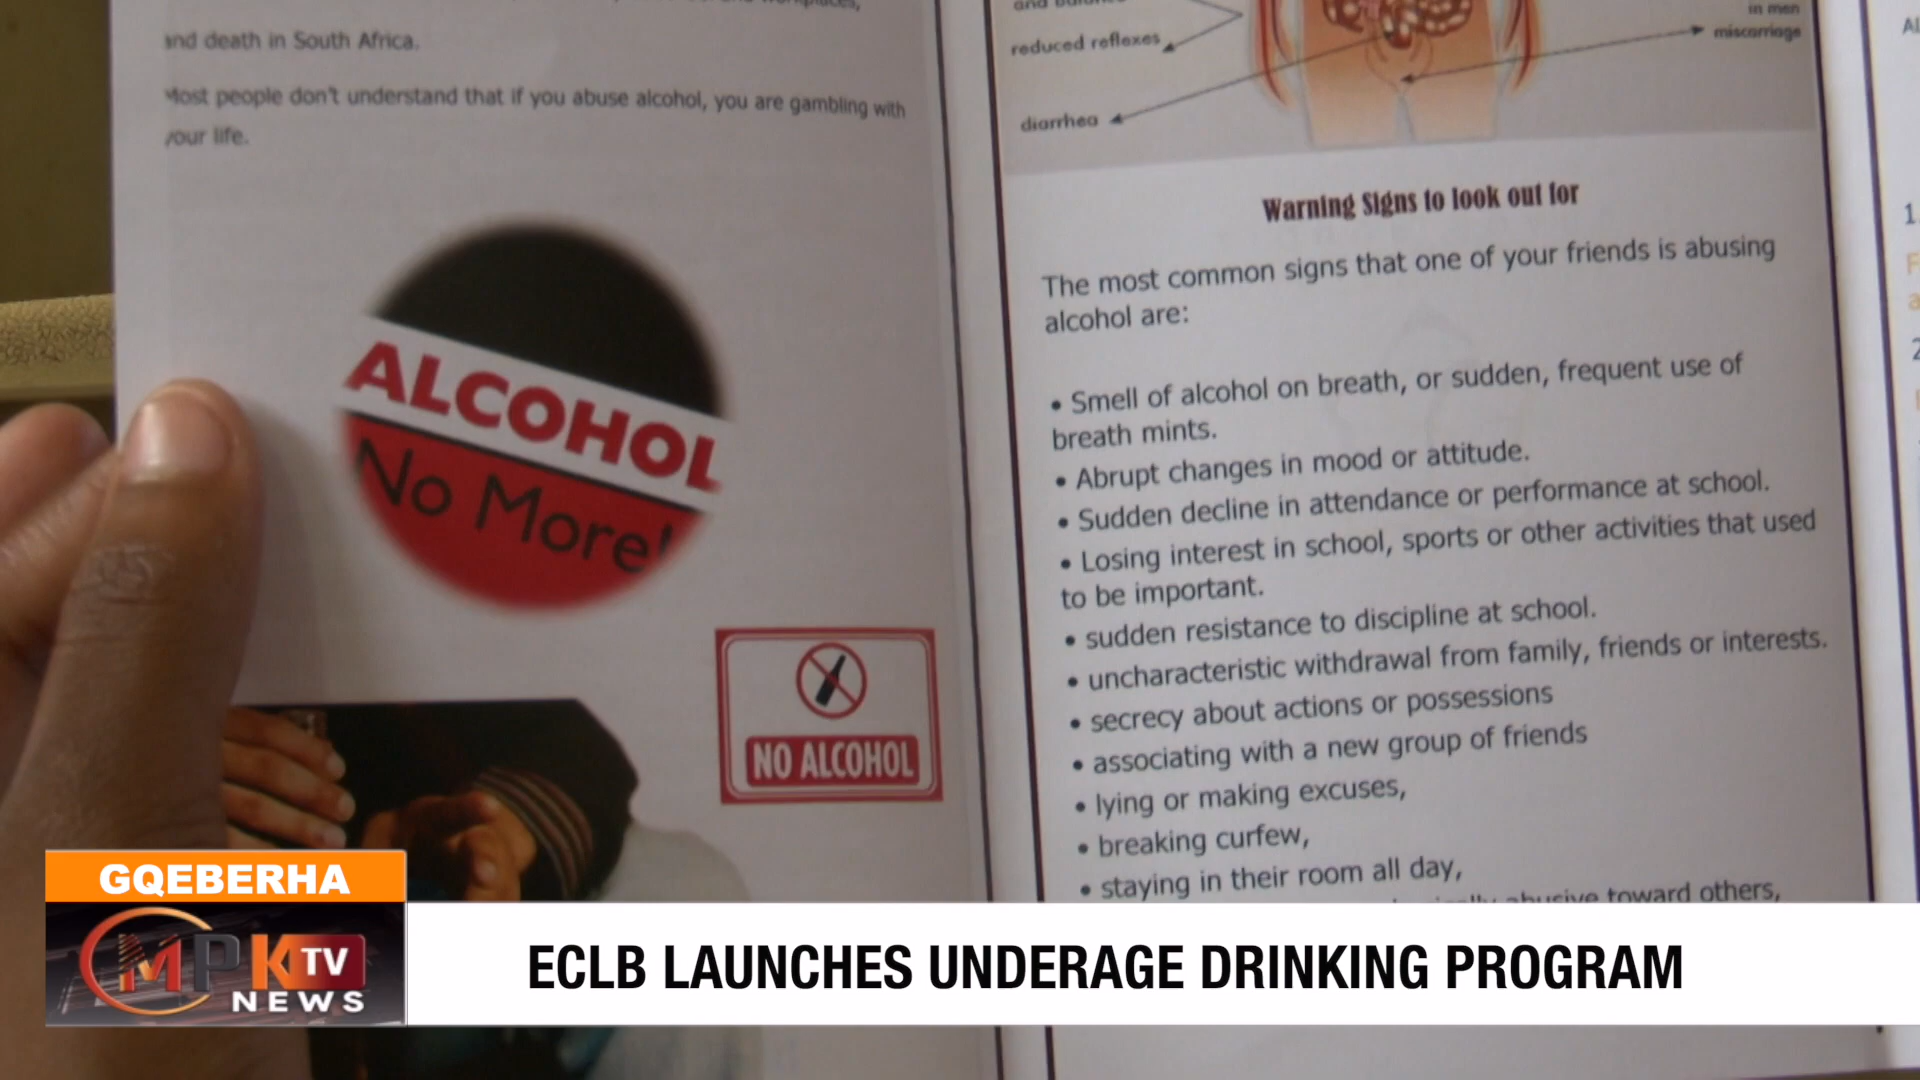 and death in South Africa.
Most people don't understand that if you abuse alcohol, you are gambling with
your life.
ALCOHOL
No More!
NO ALCOHOL
reduced reflexes
diarrhea
in men
miscarriage
Warning Signs to look out for
The most common signs that one of your friends is abusing
alcohol are:
• Smell of alcohol on breath, or sudden, frequent use of
breath mints.
• Abrupt changes in mood or attitude.
• Sudden decline in attendance or performance at school.
• Losing interest in school, sports or other activities that used
to be important.
• sudden resistance to discipline at school.
• uncharacteristic withdrawal from family, friends or interests.
• secrecy about actions or possessions
• associating with a new group of friends
• lying or making excuses,
• breaking curfew,
• staying in their room all day,
abusive toward others,
GQEBERHA
MPK TV
NEWS
ECLB LAUNCHES UNDERAGE DRINKING PROGRAM